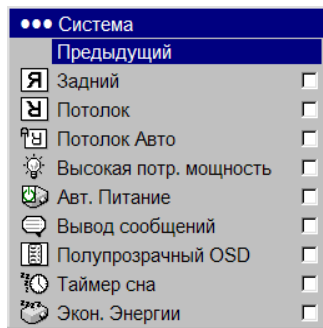 ••• Система
Предыдущий
Задний
Потолок
Потолок Авто
Высокая потр. мощность
Авт. Питание
Вывод сообщений
Полупрозрачный OSD
Таймер сна
Экон. Энергии